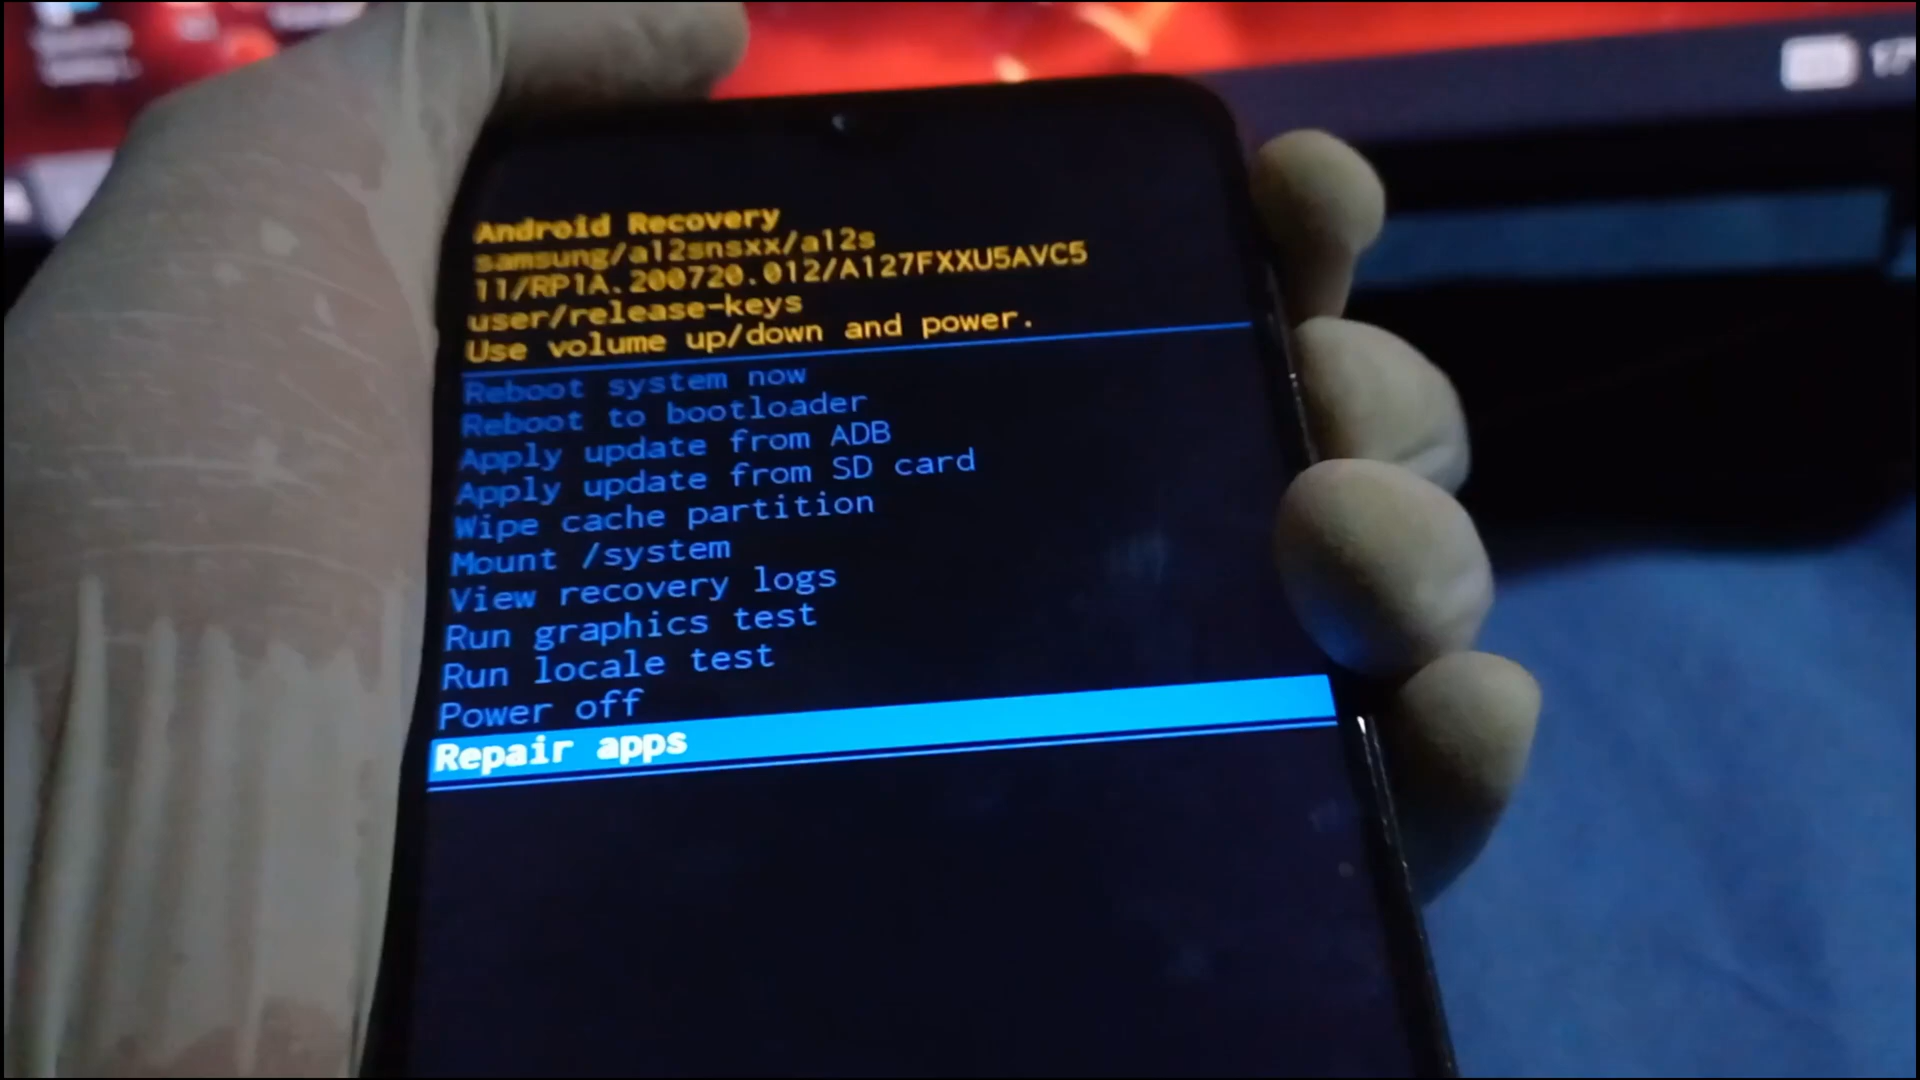 Android Recovery
samsung/a12snsxx/a12s
11/RP1A.200720.012/A127FXXU5AVC5
user/release-keys
Use volume up/down and power.
Reboot system now
Reboot to bootloader
Apply update from ADB
Apply update from SD card
Wipe cache partition
Mount /system
View recovery logs
Run graphics test
Run locale test
Power off
Repair apps